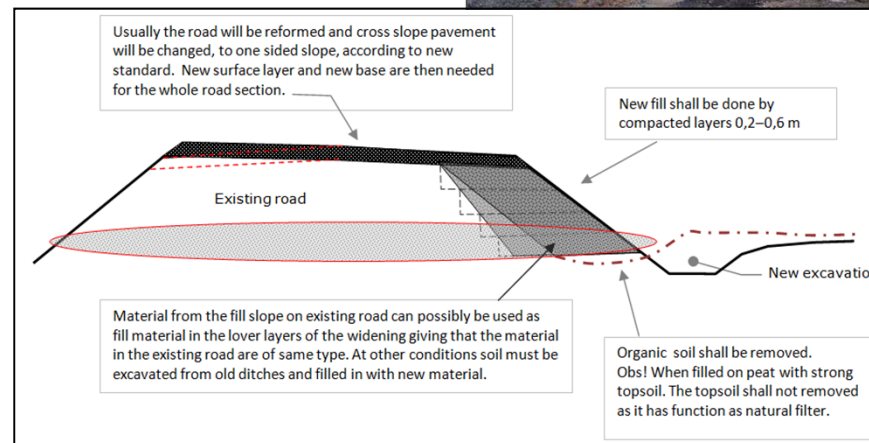 Usually the road will be reformed and cross slope pavement
will be changed, to one sided slope, according to new
standard.  New surface layer and new base are then needed
for the whole road section.
New fill shall be done by
compacted layers 0,2–0,6 m
Existing road
New excavatio
Material from the fill slope on existing road can possibly be used as
fill material in the lover layers of the widening giving that the material
in the existing road are of same type. At other conditions soil must be
excavated from old ditches and filled in with new material.
Organic  soil shall be removed.
Obs! When filled on peat with strong
topsoil. The topsoil shall not removed
as it has function as natural filter.